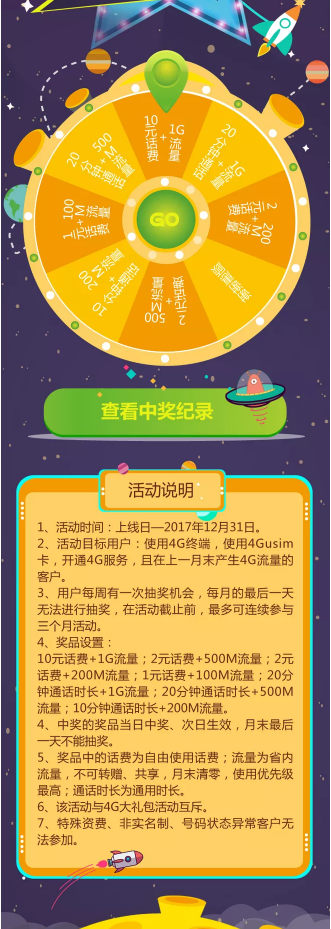 10元话费+
1G流量
20分钟通话+
1G流量
2元话费+
200M流量
2元话费+
500M流量
10分钟通话+
200M流量
1元话费+
100M流量
20分钟通话+
500M流量
GO
查看中奖纪录
活动说明
1、活动时间：上线日—2017年12月31日。
2、活动目标用户：使用4G终端，使用4Gusim
卡，开通4G服务，且在上一月末产生4G流量的
客户。
3、用户每周有一次抽奖机会，每月的最后一天
无法进行抽奖，在活动截止前，最多可连续参与
三个月活动。
4、奖品设置：
10元话费+1G流量；2元话费+500M流量；2元
话费+200M流量；1元话费+100M流量；20分
钟通话时长+1G流量；20分钟通话时长+500M
流量；10分钟通话时长+200M流量。
4、中奖的奖品当日中奖、次日生效，月末最后
一天不能抽奖。
5、奖品中的话费为自由使用话费；流量为省内
流量，不可转赠、共享，月末清零，使用优先级
最高；通话时长为通用时长。
6、该活动与4G大礼包活动互斥。
7、特殊资费、非实名制、号码状态异常客户无
法参加。